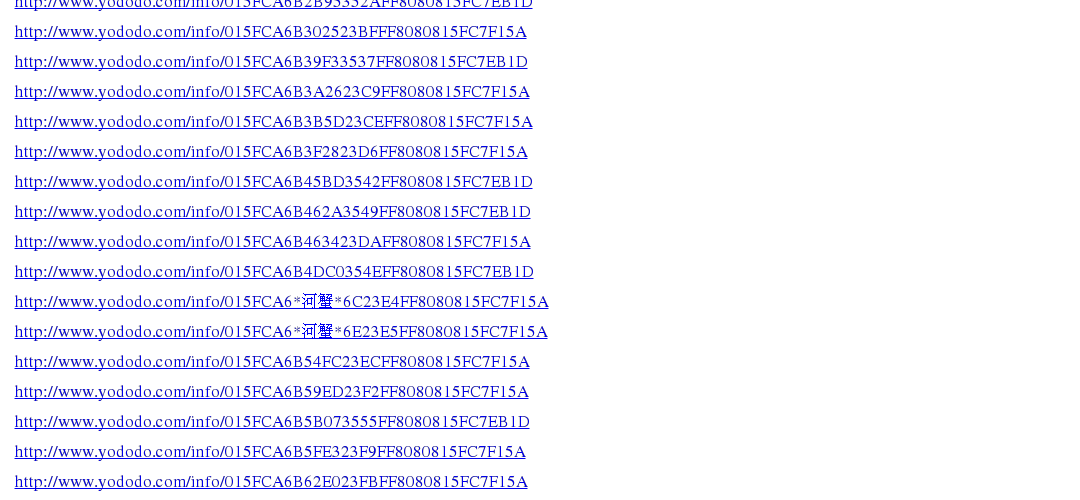 http://www.yododo.com/info/015FCA6B2B95352AFF8080815FC7EB1D
http://www.yododo.com/info/015FCA6B302523BFFF8080815FC7F15A
http://www.yododo.com/info/015FCA6B39F33537FF8080815FC7EB1D
http://www.yododo.com/info/015FCA6B3A2623C9FF8080815FC7F15A
http://www.yododo.com/info/015FCA6B3B5D23CEFF8080815FC7F15A
http://www.yododo.com/info/015FCA6B3F2823D6FF8080815FC7F15A
http://www.yododo.com/info/015FCA6B45BD3542FF8080815FC7EB1D
http://www.yododo.com/info/015FCA6B462A3549FF8080815FC7EB1D
http://www.yododo.com/info/015FCA6B463423DAFF8080815FC7F15A
http://www.yododo.com/info/015FCA6B4DC0354EFF8080815FC7EB1D
http://www.yododo.com/info/015FCA6*河蟹*6C23E4FF8080815FC7F15A
http://www.yododo.com/info/015FCA6*河蟹*6E23E5FF8080815FC7F15A
http://www.yododo.com/info/015FCA6B54FC23ECFF8080815FC7F15A
http://www.yododo.com/info/015FCA6B59ED23F2FF8080815FC7F15A
http://www.yododo.com/info/015FCA6B5B073555FF8080815FC7EB1D
http://www.yododo.com/info/015FCA6B5FE323F9FF8080815FC7F15A
http://www.yododo.com/info/015FCA6B62E023FBFF8080815FC7F15A